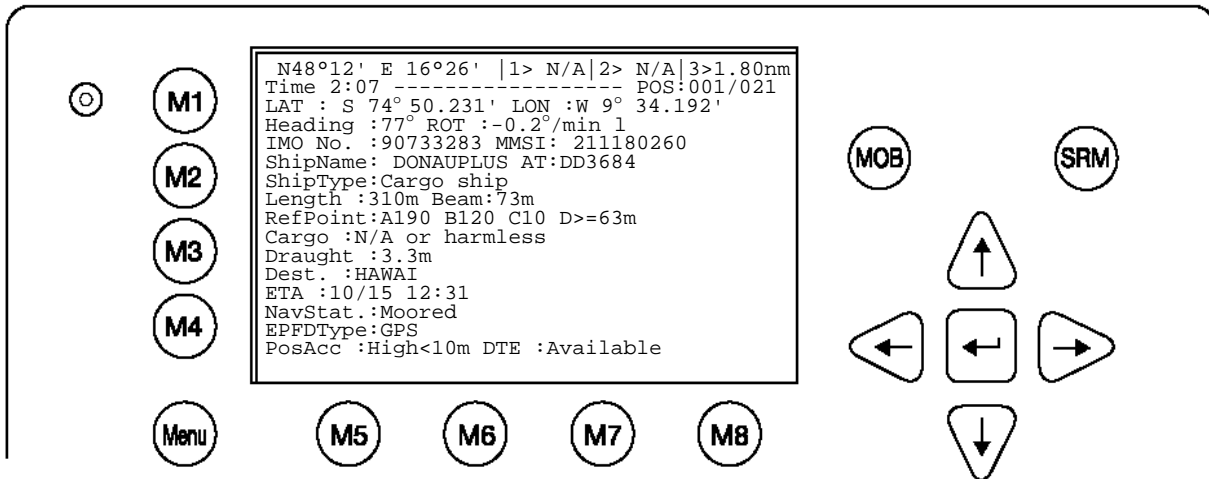 N48°12' E 16°26' |1> N/A|2> N/A|3>1.80nm
Time 2:07 ------------------ POS:001/021
LAT : S 74° 50.231' LON :W 9° 34.192'
Heading :77° ROT :-0.2°/min l
IMO No. :90733283 MMSI: 211180260
ShipName: DONAUPLUS AT:DD3684
ShipType:Cargo ship
Length :310m Beam:73m
RefPoint:A190 B120 C10 D>=63m
Cargo :N/A or harmless
Draught :3.3m
Dest. :HAWAI
ETA :10/15 12:31
NavStat.:Moored
EPFDType:GPS
PosAcc :High<10m DTE :Available
M1
M2
M3
M4
Menu
M5
M6
M7
M8
MOB
SRM